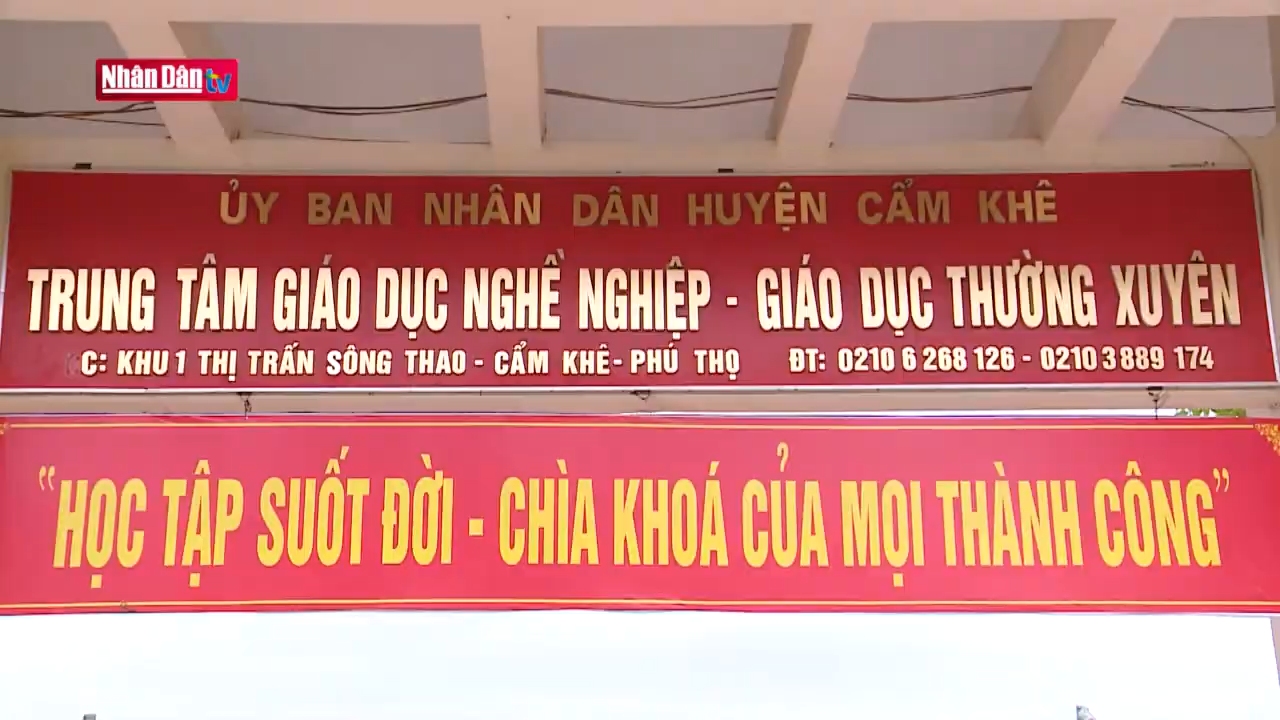 Nhân Dân tv
ỦY BAN NHÂN DÂN HUYỆN CẨM KHÊ
TRUNG TÂM GIÁO DỤC NGHỀ NGHIỆP - GIÁO DỤC THƯỜNG XUYÊN
C: KHU 1 THỊ TRẤN SÔNG THAO - CẨM KHÊ - PHÚ THỌ ĐT: 0210 6 268 126 - 0210 3 889 174
"HỌC TẬP SUỐT ĐỜI - CHÌA KHOÁ CỦA MỌI THÀNH CÔNG"